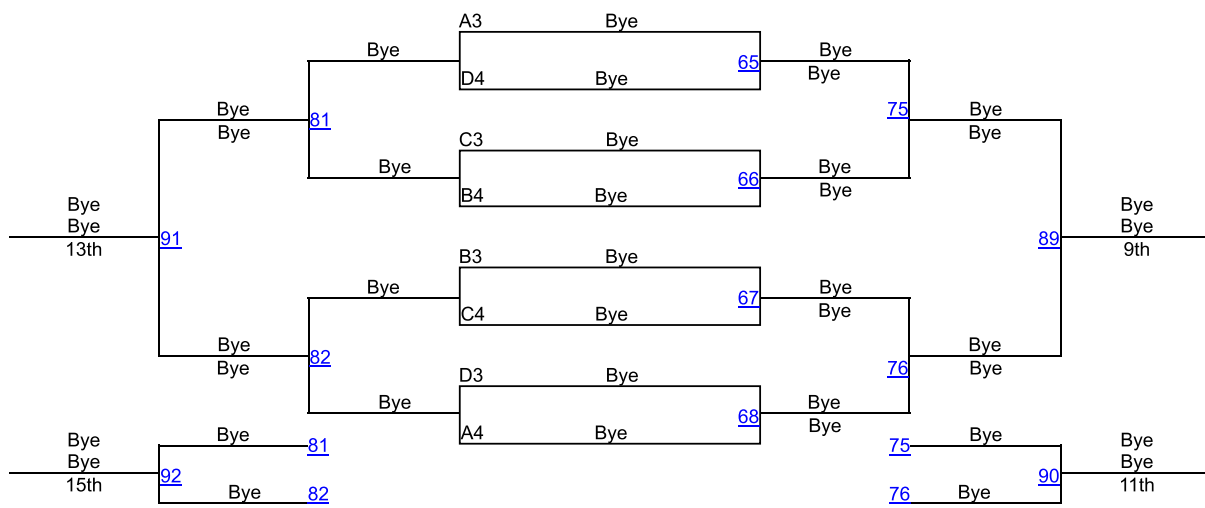 A3 Bye
Bye 65 Bye
D4 Bye Bye
Bye 81 75 Bye
Bye Bye
C3 Bye
Bye 66 Bye
B4 Bye Bye
Bye Bye
Bye Bye
13th 91 89 9th
B3 Bye
Bye 67 Bye
C4 Bye Bye
Bye 82 76 Bye
Bye Bye
D3 Bye
Bye 68 Bye
A4 Bye Bye
Bye Bye 81 75 Bye Bye
Bye 92 90 Bye
15th Bye 82 76 Bye 11th